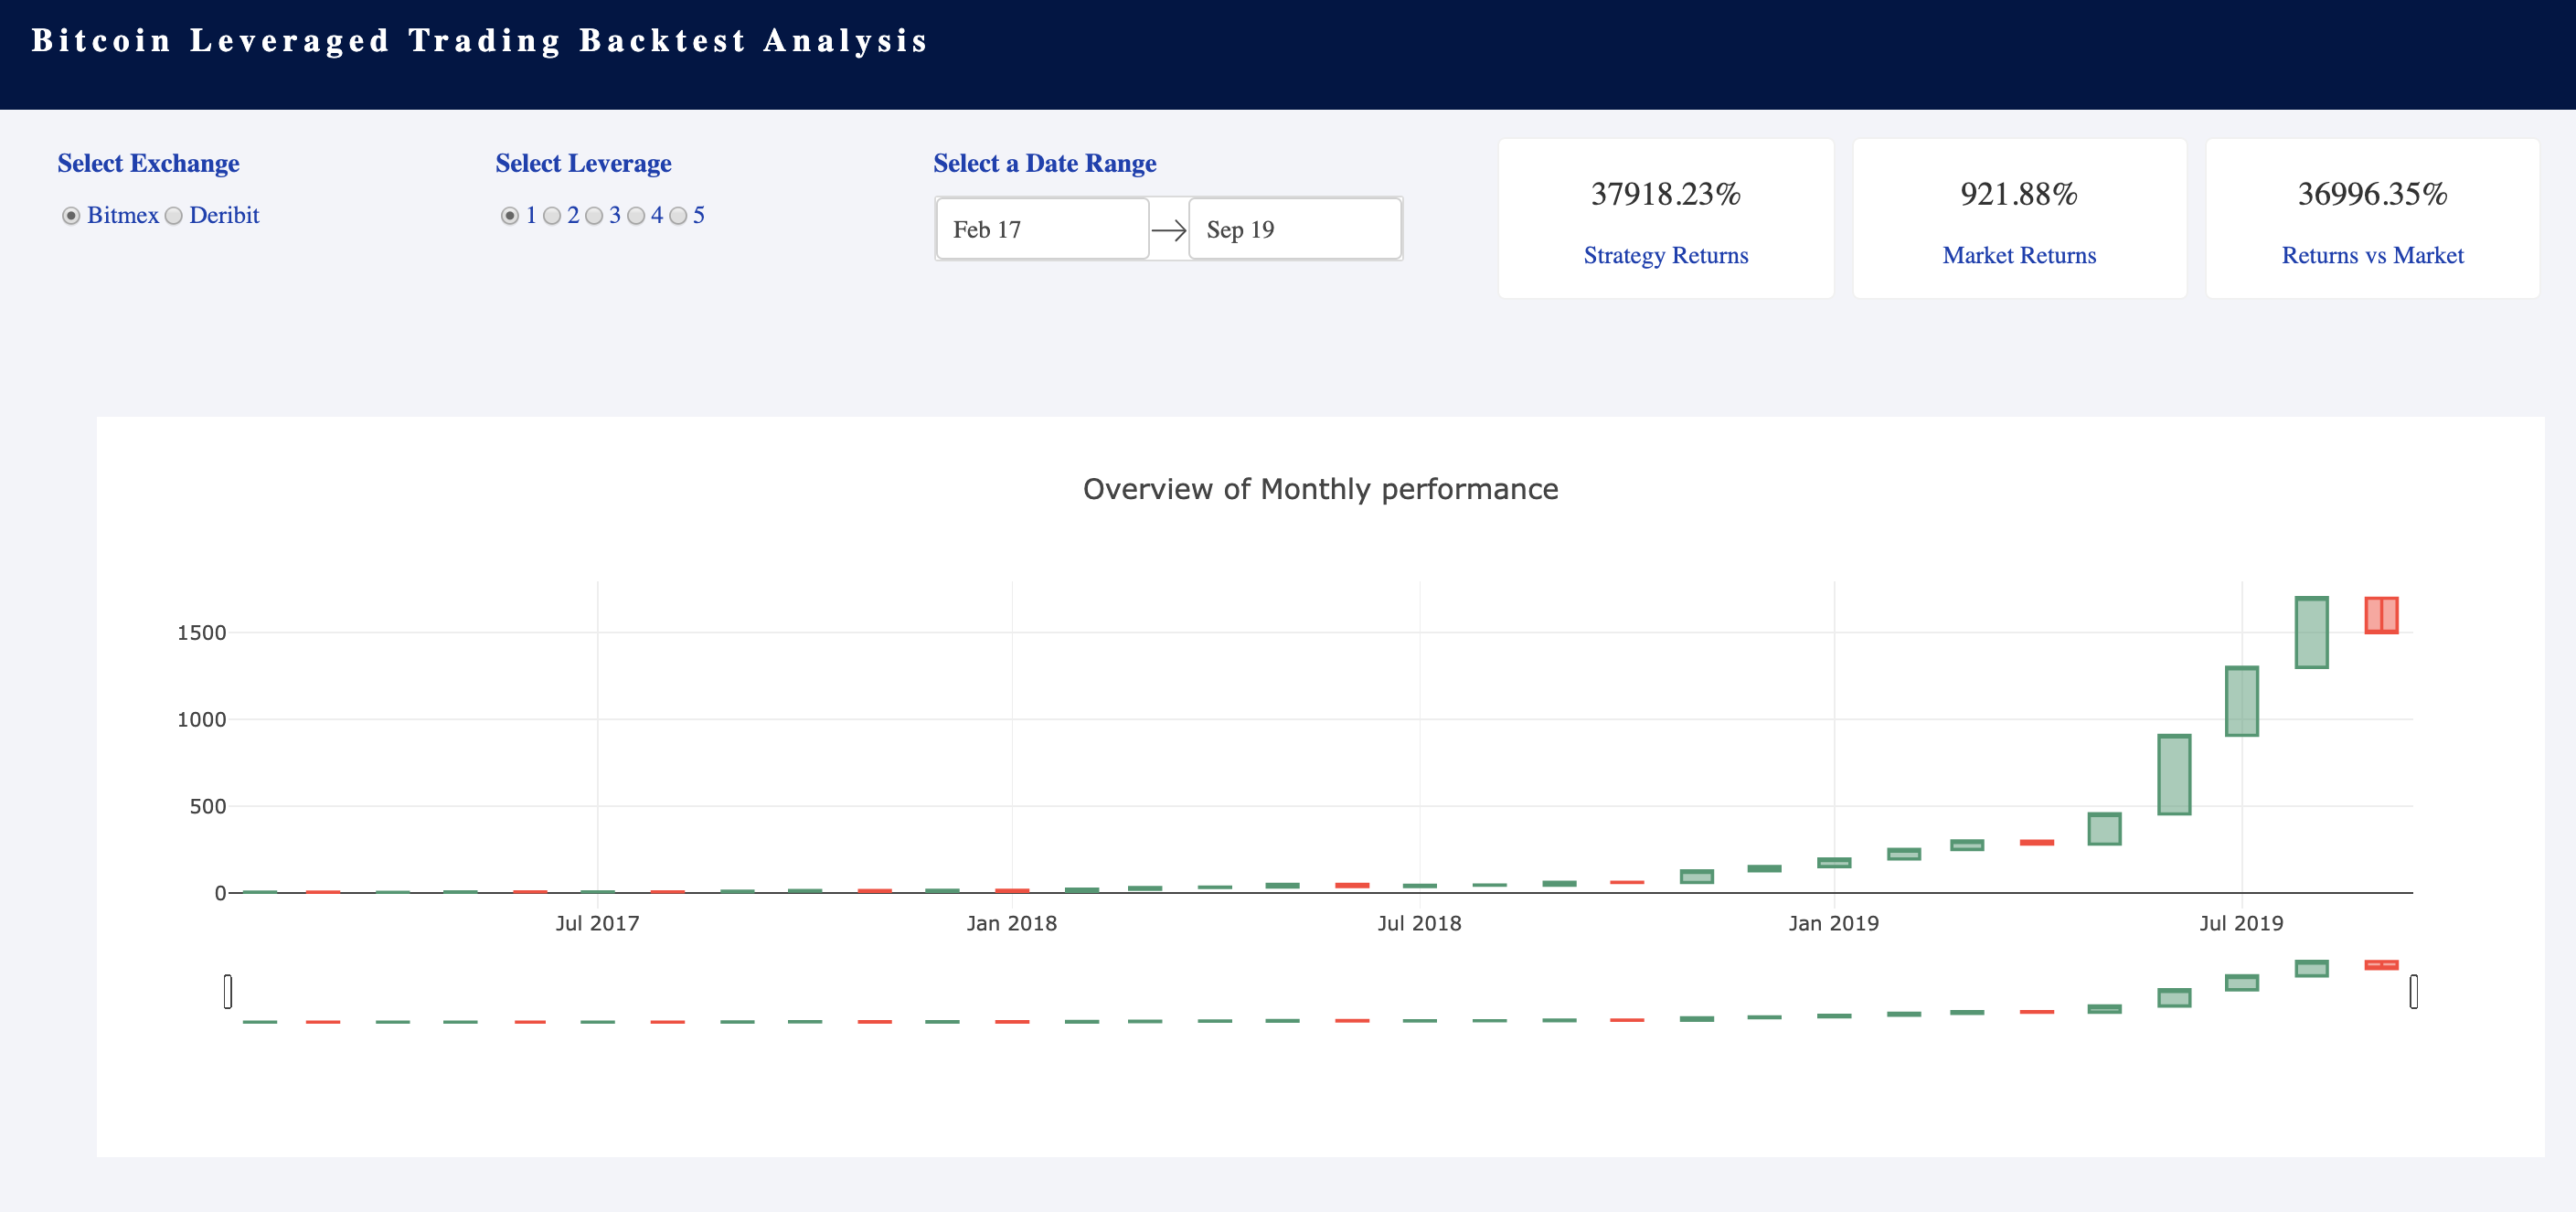 Bitcoin Leveraged Trading Backtest Analysis
Select Exchange
Bitmex Deribit
Select Leverage
1 2 3 4 5
Select a Date Range
Feb 17 → Sep 19
37918.23%
Strategy Returns
921.88%
Market Returns
36996.35%
Returns vs Market
Overview of Monthly performance
1500
1000
500
0
Jul 2017 Jan 2018 Jul 2018 Jan 2019 Jul 2019